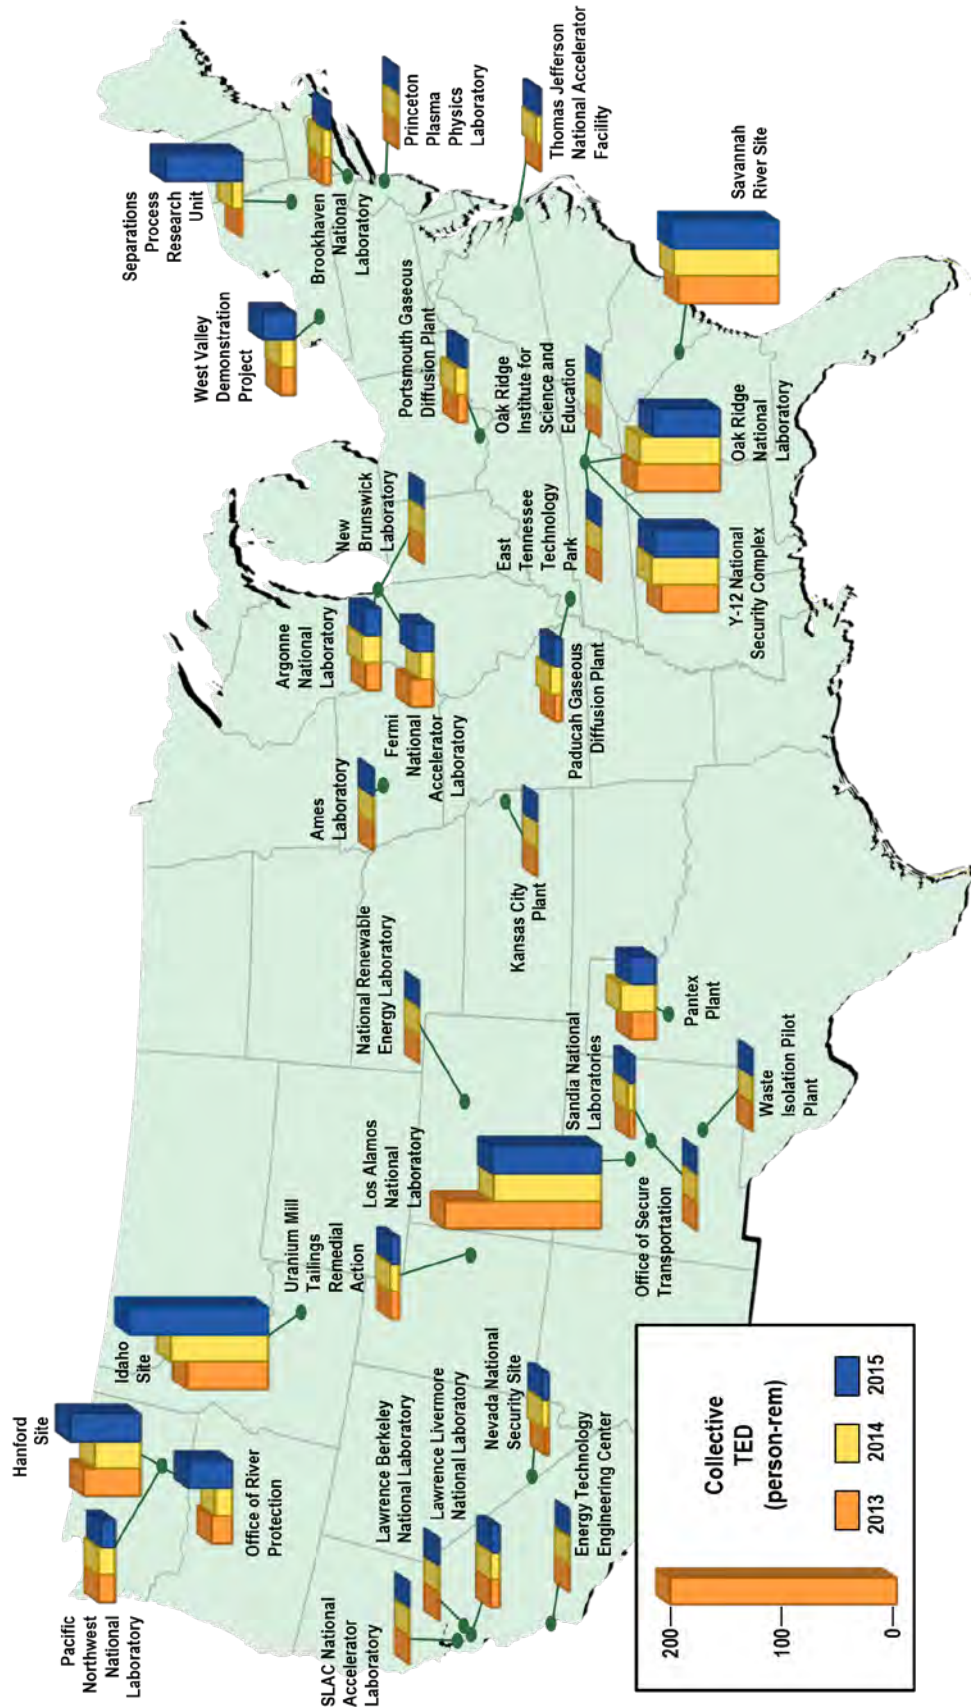 Hanford
Site
Pacific
Northwest
National
Laboratory
Office of River
Protection
Idaho
Site
Uranium Mill
Tailings
Remedial
Action
SLAC National
Accelerator
Laboratory
Lawrence Berkeley
National Laboratory
Lawrence Livermore
National Laboratory
Nevada National
Security Site
Energy Technology
Engineering Center
Los Alamos
National
Laboratory
National Renewable
Energy Laboratory
Sandia National
Laboratories
Office of Secure
Transportation
Waste
Isolation Pilot
Plant
Pantex
Plant
Kansas City
Plant
Ames
Laboratory
Fermi
National
Accelerator
Laboratory
Argonne
National
Laboratory
New
Brunswick
Laboratory
Paducah Gaseous
Diffusion Plant
East
Tennessee
Technology
Park
Y-12 National
Security Complex
Oak Ridge
National
Laboratory
Oak Ridge
Institute for
Science and
Education
Portsmouth Gaseous
Diffusion Plant
West Valley
Demonstration
Project
Separations
Process
Research
Unit
Brookhaven
National
Laboratory
Princeton
Plasma
Physics
Laboratory
Thomas Jefferson
National Accelerator
Facility
Savannah
River Site
Collective
TED
(person-rem)
200
100
0
2013
2014
2015